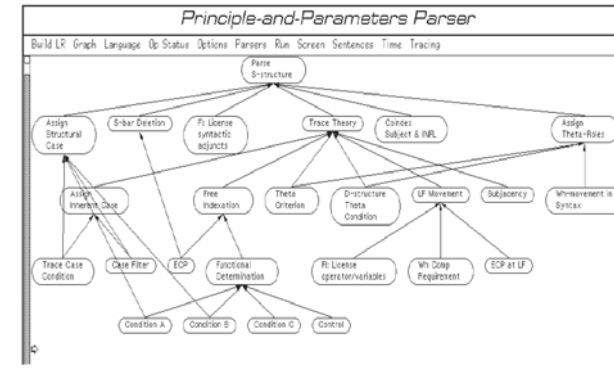 Principle-and-Parameters Parser
Build LR Graph Language Op Status Options Parsers Run Screen Sentences Time Tracing
Parse
S-structure
Assign
Structural
Case
S-bar Deletion
FI: License
syntactic
adjuncts
Trace Theory
Coindex
Subject & INFL
Assign
Theta-Roles
Assign
Inherent Case
Free
Indexation
Theta
Criterion
D-structure
Theta
Condition
LF Movement
Subjacency
Wh-movement in
Syntax
Trace Case
Condition
Case Filter
ECP
Functional
Determination
FI: License
operator/variables
Wh Comp
Requirement
ECP at LF
Condition A
Condition B
Condition C
Control